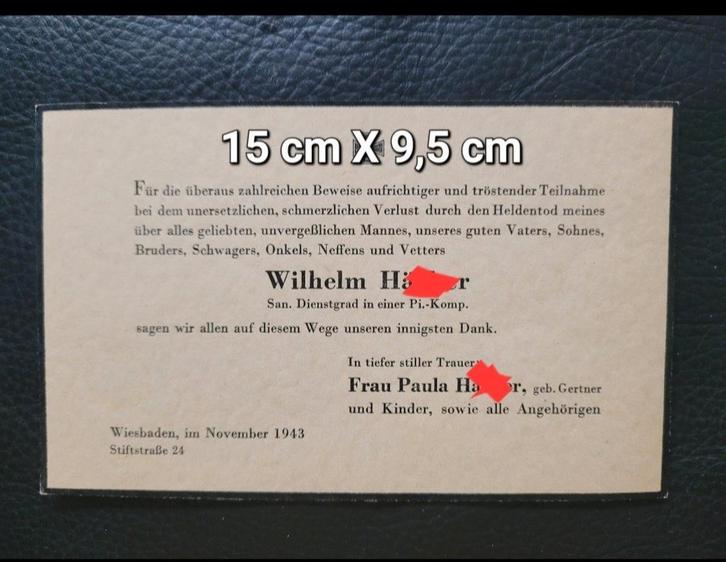 15 cm X 9,5 cm
Für die überaus zahlreichen Beweise aufrichtiger und tröstender Teilnahme
bei dem unersetzlichen, schmerzlichen Verlust durch den Heldentod meines
über alles geliebten, unvergeßlichen Mannes, unseres guten Vaters, Sohnes,
Bruders, Schwagers, Onkels, Neffens und Vetters
Wilhelm
San. Dienstgrad in einer Pi.-Komp.
sagen wir allen auf diesem Wege unseren innigsten Dank.
In tiefer stiller Trauer:
Frau Paula geb. Gertner
und Kinder, sowie alle Angehörigen
Wiesbaden, im November 1943
Stiftstraße 24